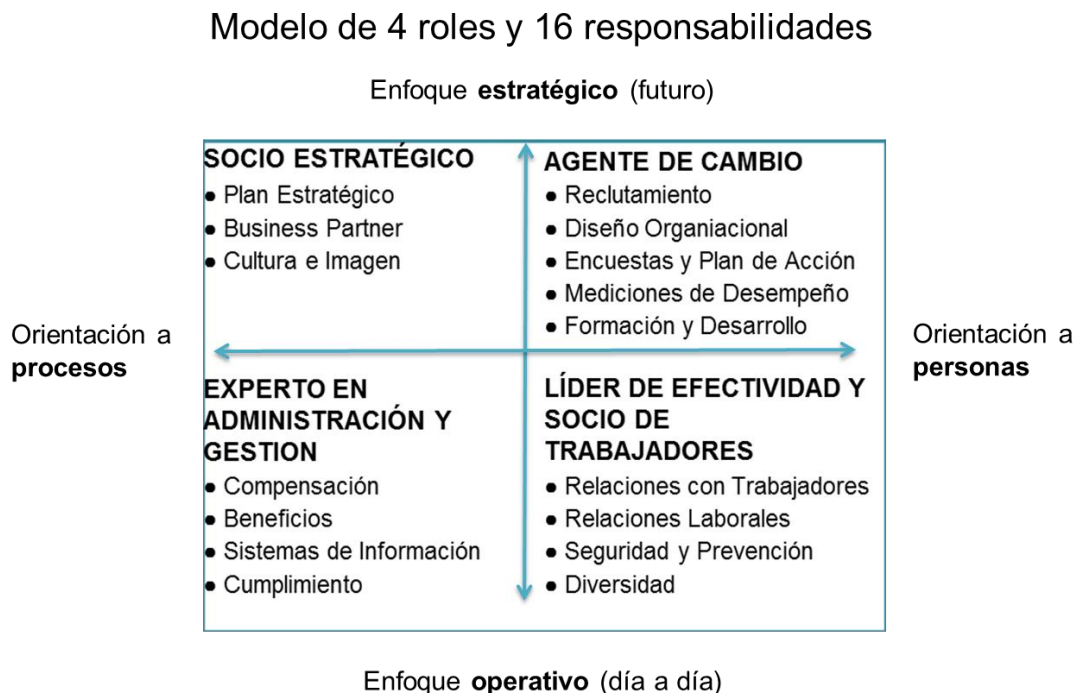 Modelo de 4 roles y 16 responsabilidades
Enfoque estratégico (futuro)
SOCIO ESTRATÉGICO
● Plan Estratégico
● Business Partner
● Cultura e Imagen
AGENTE DE CAMBIO
● Reclutamiento
● Diseño Organiacional
● Encuestas y Plan de Acción
● Mediciones de Desempeño
● Formación y Desarrollo
Orientación a
procesos
Orientación a
personas
EXPERTO EN
ADMINISTRACIÓN Y
GESTION
● Compensación
● Beneficios
● Sistemas de Información
● Cumplimiento
LÍDER DE EFECTIVIDAD Y
SOCIO DE
TRABAJADORES
● Relaciones con Trabajadores
● Relaciones Laborales
● Seguridad y Prevención
● Diversidad
Enfoque operativo (día a día)